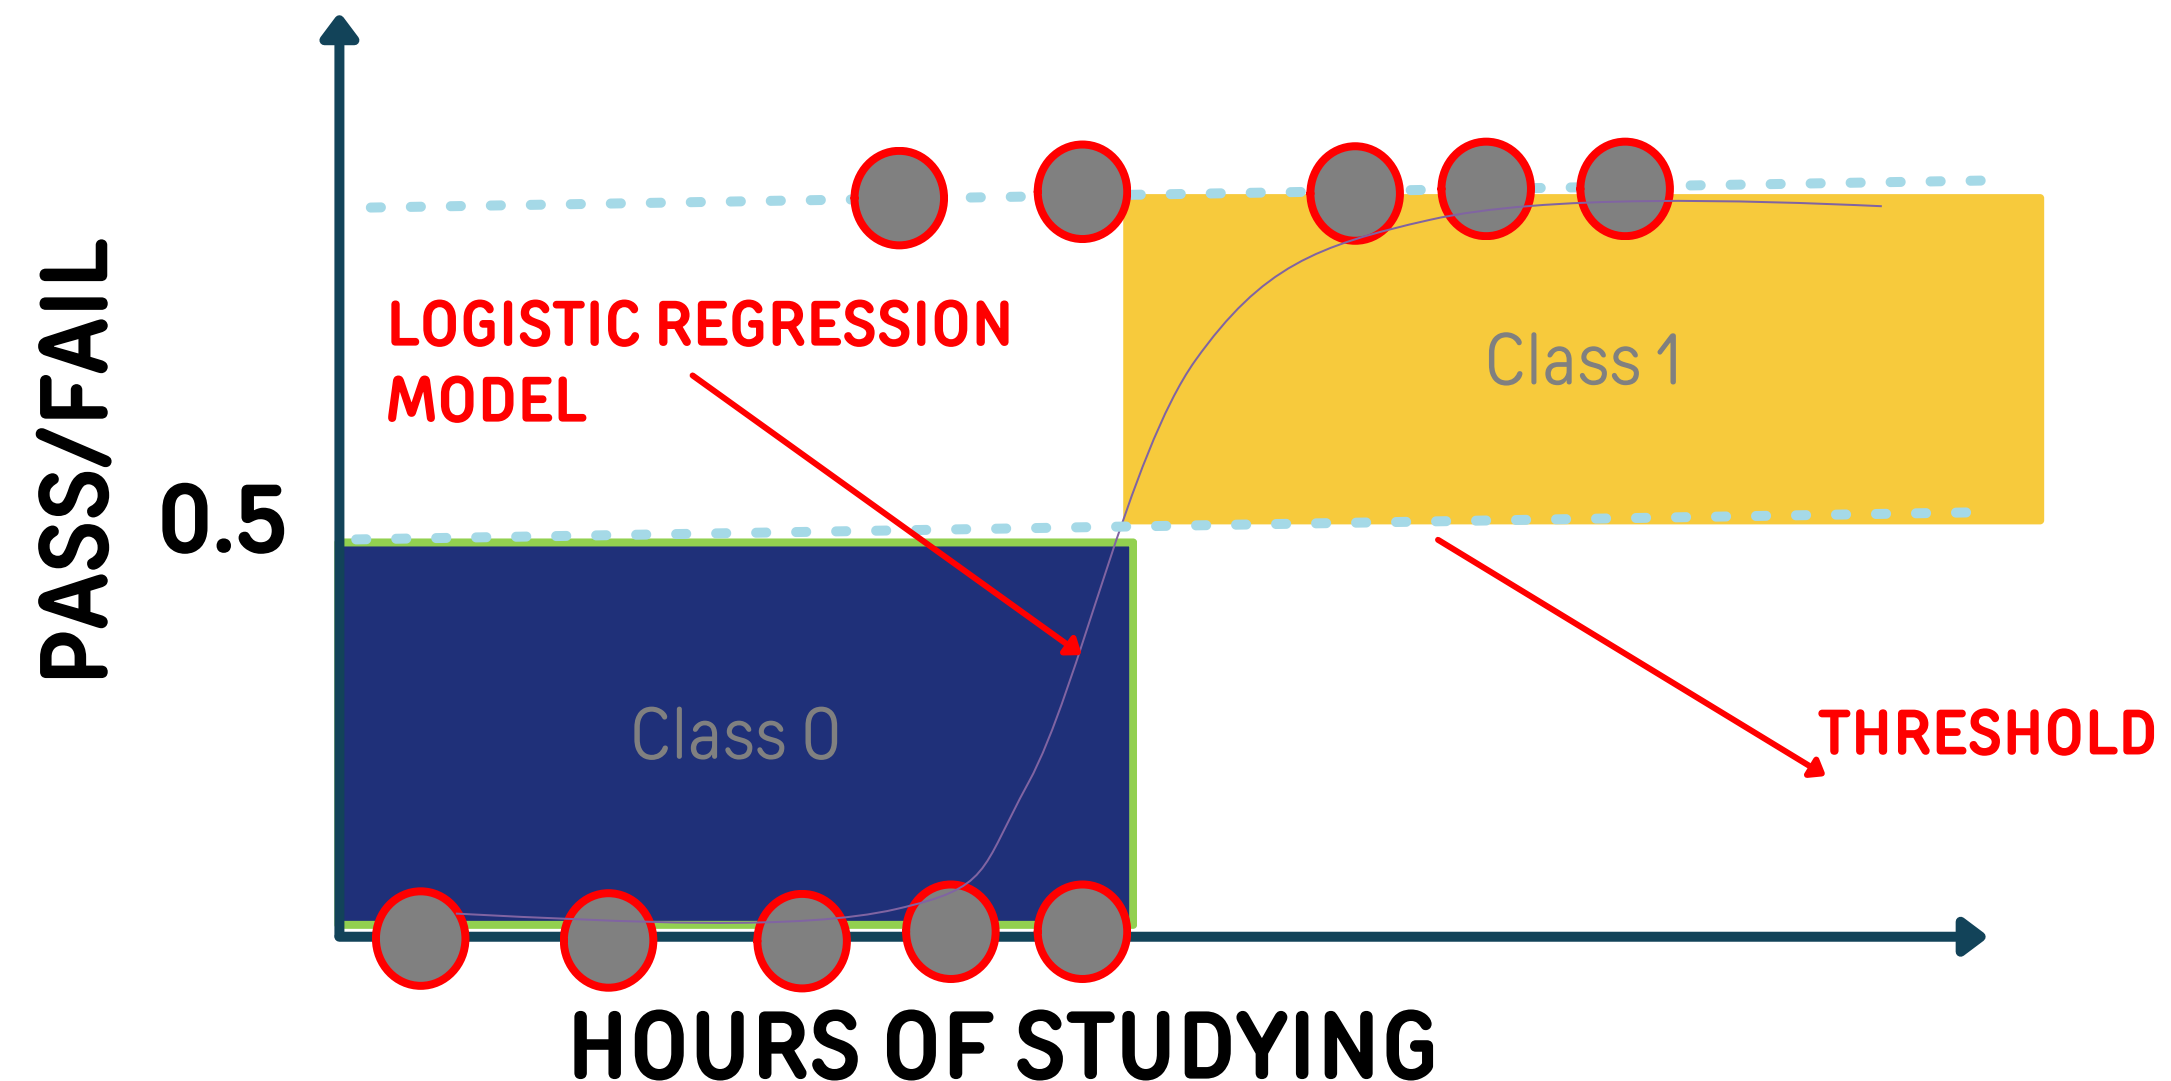 PASS/FAIL
0.5
LOGISTIC REGRESSION
MODEL
Class 1
Class 0
THRESHOLD
HOURS OF STUDYING